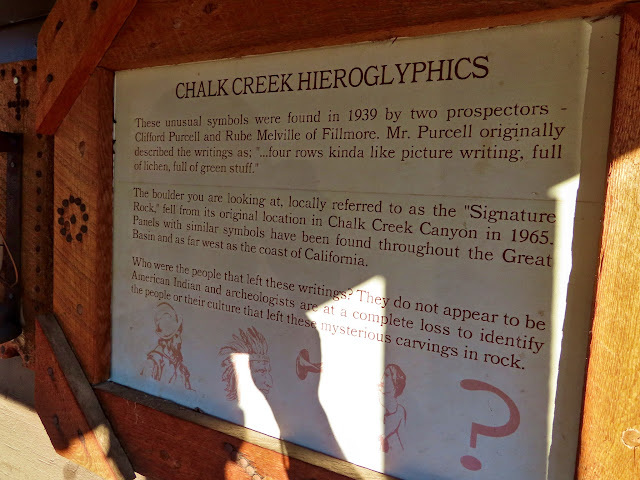 CHALK CREEK HIEROGLYPHICS
These unusual symbols were found in 1939 by two prospectors -
Clifford Purcell and Rube Melville of Fillmore. Mr. Purcell originally
described the writings as; "...four rows kinda like picture writing, full
of lichen, full of green stuff."
The boulder you are looking at, locally referred to as the "Signature
Rock," fell from its original location in Chalk Creek Canyon in 1965.
Panels with similar symbols have been found throughout the Great
Basin and as far west as the coast of California.
Who were the people that left these writings? They do not appear to be
American Indian and archeologists are at a complete loss to identify
the people or their culture that left these mysterious carvings in rock.
?